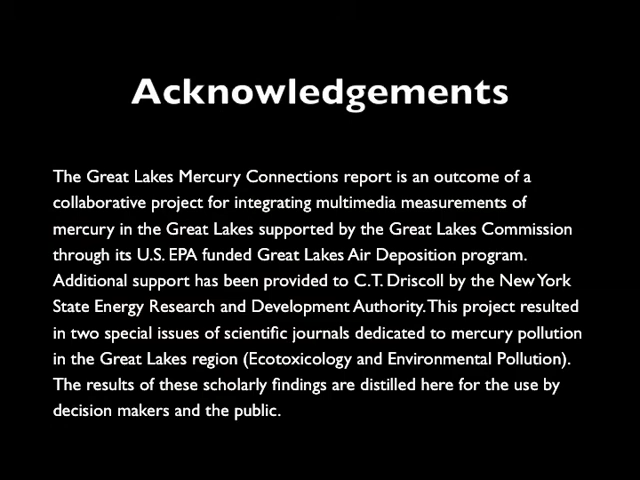 Acknowledgements
The Great Lakes Mercury Connections report is an outcome of a
collaborative project for integrating multimedia measurements of
mercury in the Great Lakes supported by the Great Lakes Commission
through its U.S. EPA funded Great Lakes Air Deposition program.
Additional support has been provided to C.T. Driscoll by the New York
State Energy Research and Development Authority. This project resulted
in two special issues of scientific journals dedicated to mercury pollution
in the Great Lakes region (Ecotoxicology and Environmental Pollution).
The results of these scholarly findings are distilled here for the use by
decision makers and the public.